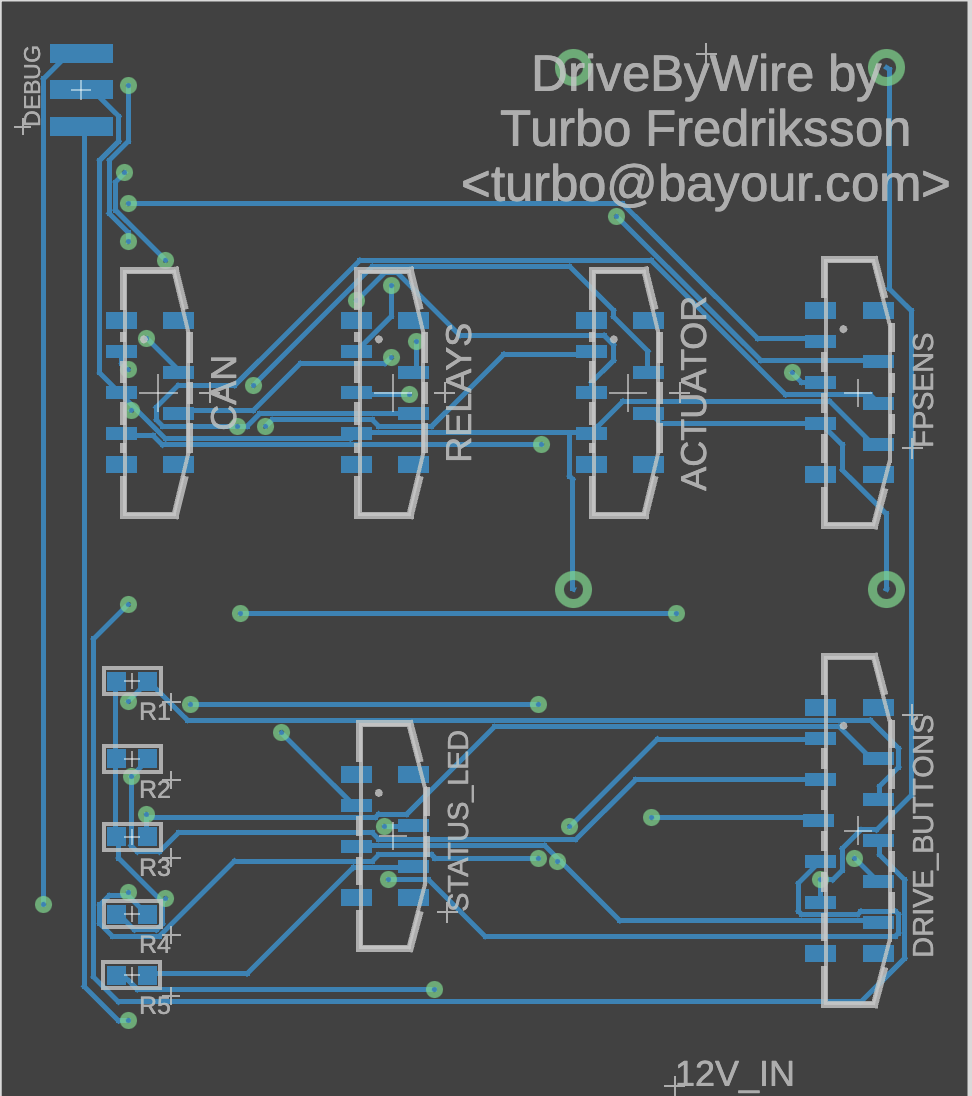 DEBUG
DriveByWire by
Turbo Fredriksson
<turbo@bayour.com>
CAN
RELAYS
ACTUATOR
FPSENS
R1
R2
R3
R4
R5
STATUS_LED
DRIVE_BUTTONS
12V_IN